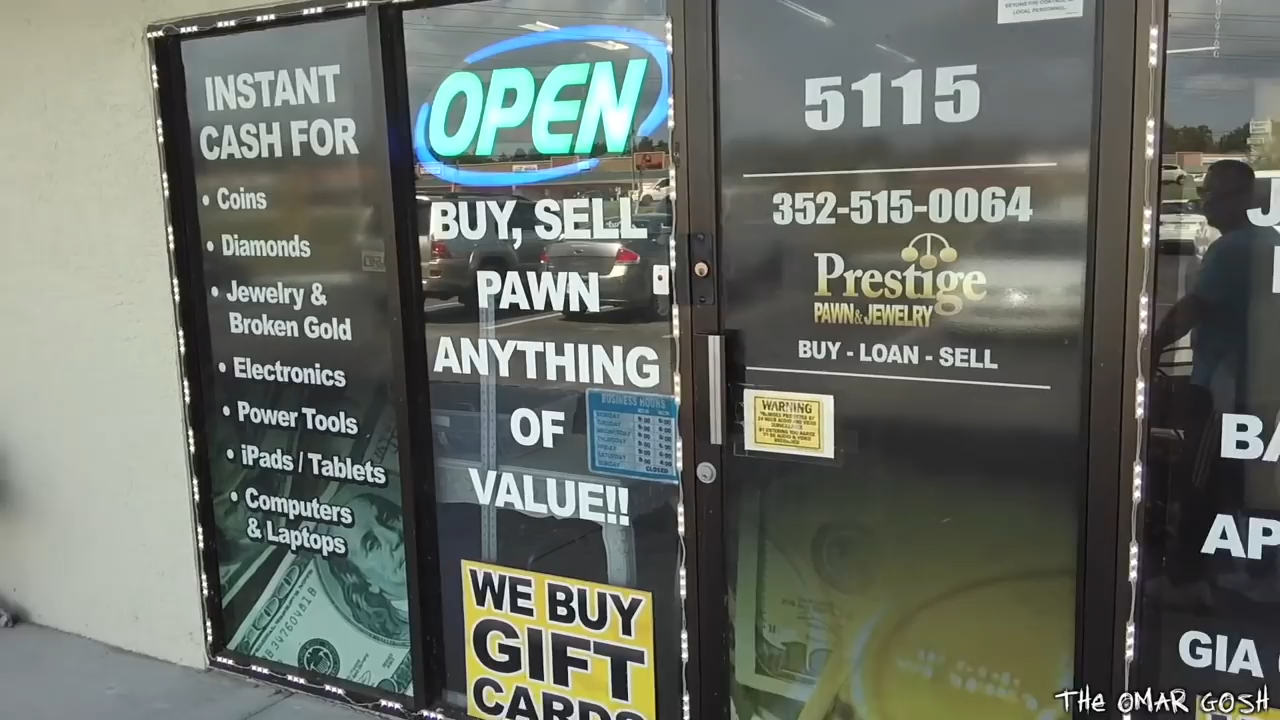 INSTANT
CASH FOR
• Coins
• Diamonds
• Jewelry &
Broken Gold
• Electronics
• Power Tools
• iPads / Tablets
• Computers
& Laptops
OPEN
BUY, SELL
PAWN
ANYTHING
OF
VALUE!!
BUSINESS HOURS
CLOSED
WE BUY
GIFT
CARDS
5115
352-515-0064
Prestige
PAWN & JEWELRY
BUY - LOAN - SELL
WARNING
J
BA
AP
GIA
THE OMAR GOSH